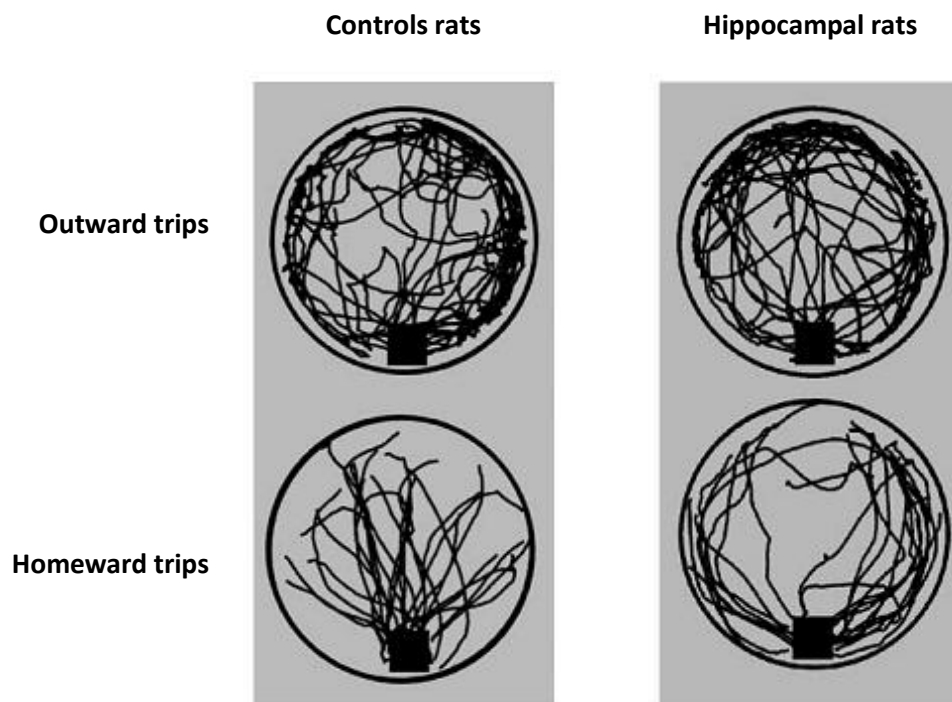 Controls rats
Hippocampal rats
Outward trips
Homeward trips